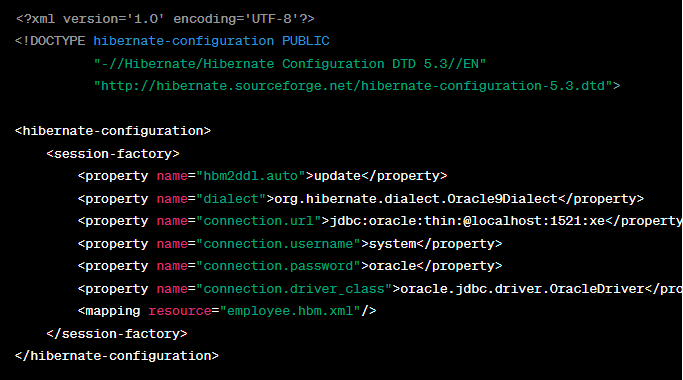 <?xml version='1.0' encoding='UTF-8'?>
<!DOCTYPE hibernate-configuration PUBLIC
"-//Hibernate/Hibernate Configuration DTD 5.3//EN"
"http://hibernate.sourceforge.net/hibernate-configuration-5.3.dtd">
<hibernate-configuration>
<session-factory>
<property name="hbm2ddl.auto">update</property>
<property name="dialect">org.hibernate.dialect.Oracle9Dialect</property>
<property name="connection.url">jdbc:oracle:thin:@localhost:1521:xe</property
<property name="connection.username">system</property>
<property name="connection.password">oracle</property>
<property name="connection.driver_class">oracle.jdbc.driver.OracleDriver</pro
<mapping resource="employee.hbm.xml"/>
</session-factory>
</hibernate-configuration>